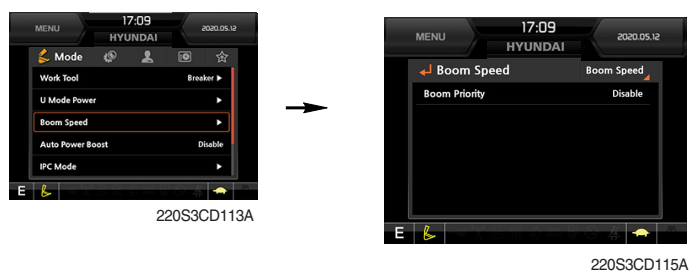 MENU
17:09
2020.05.12
HYUNDAI
Mode
Work Tool Breaker ▶
U Mode Power ▶
Boom Speed ▶
Auto Power Boost Disable
IPC Mode ▶
E
220S3CD113A
MENU
17:09
2020.05.12
HYUNDAI
Boom Speed Boom Speed
Boom Priority Disable
E
220S3CD115A